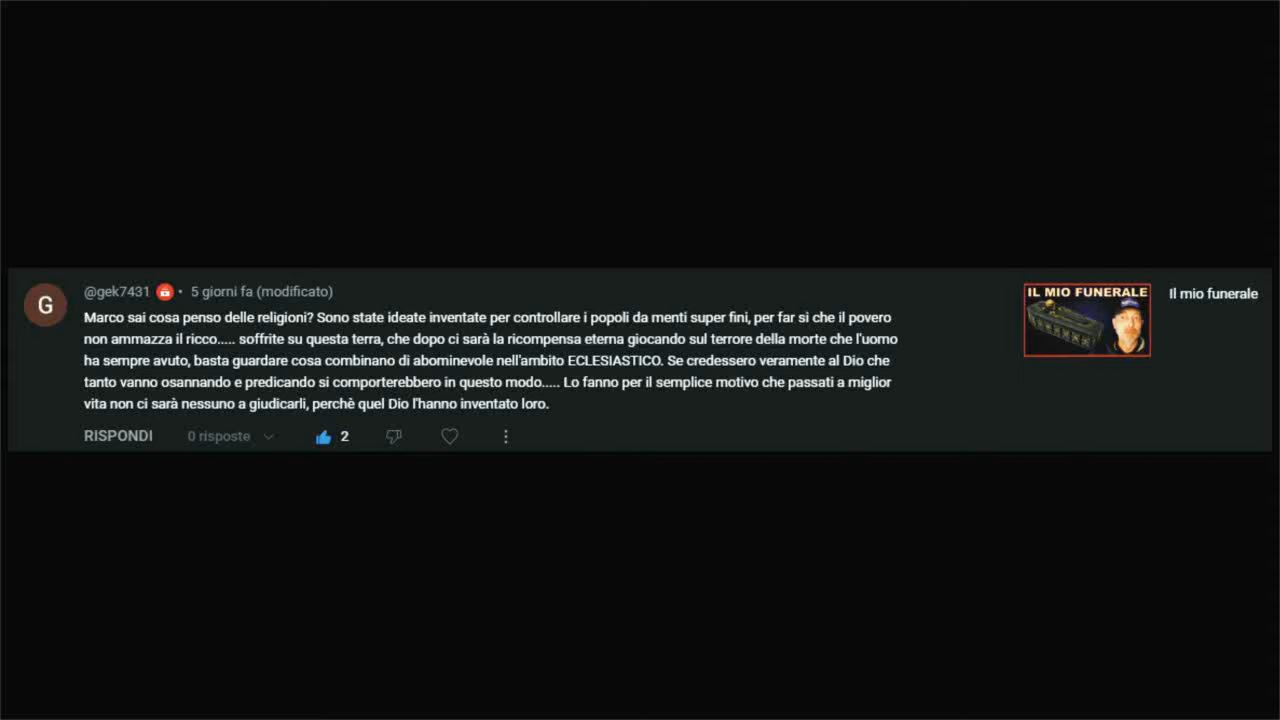 G
@gek7431 • 5 giorni fa (modificato)
Marco sai cosa penso delle religioni? Sono state ideate inventate per controllare i popoli da menti super fini, per far si che il povero
non ammazza il ricco..... soffrite su questa terra, che dopo ci sarà la ricompensa eterna giocando sul terrore della morte che l'uomo
ha sempre avuto, basta guardare cosa combinano di abominevole nell'ambito ECLESIASTICO. Se credessero veramente al Dio che
tanto vanno osannando e predicando si comporterebbero in questo modo..... Lo fanno per il semplice motivo che passati a miglior
vita non ci sarà nessuno a giudicarli, perchè quel Dio l'hanno inventato loro.
RISPONDI 0 risposte 2
IL MIO FUNERALE
Il mio funerale